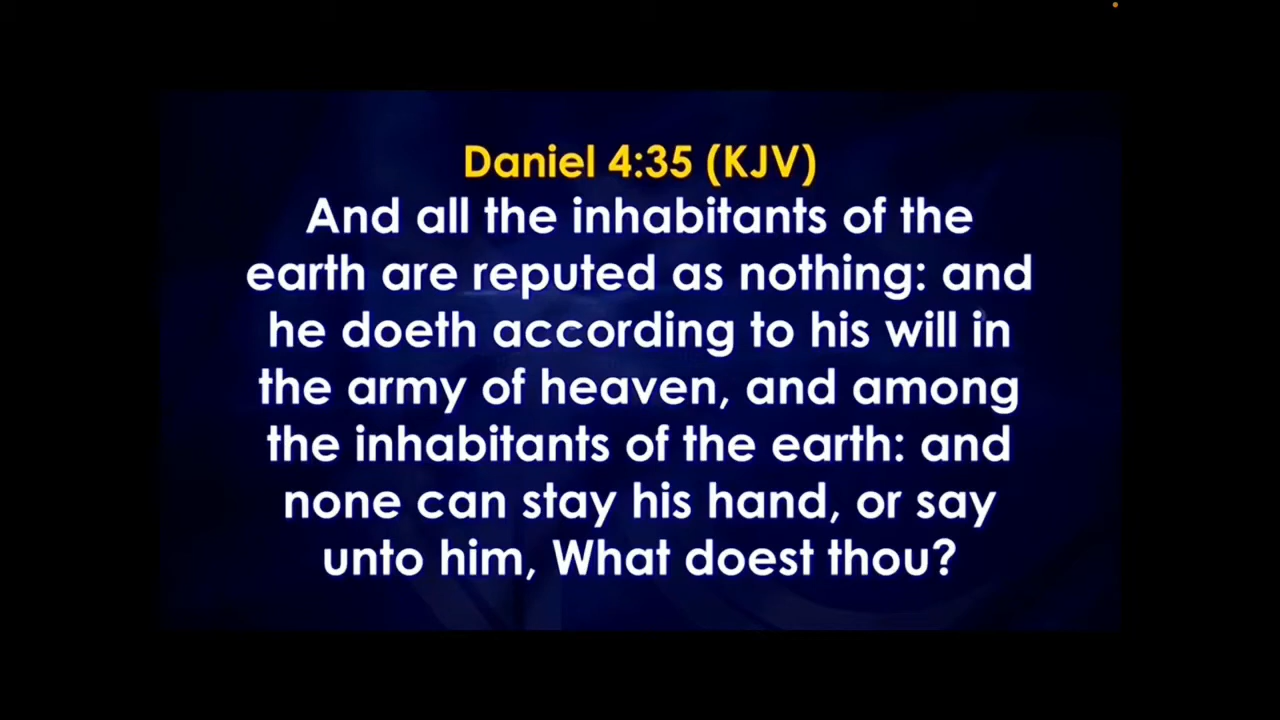 Daniel 4:35 (KJV)
And all the inhabitants of the
earth are reputed as nothing: and
he doeth according to his will in
the army of heaven, and among
the inhabitants of the earth: and
none can stay his hand, or say
unto him, What doest thou?